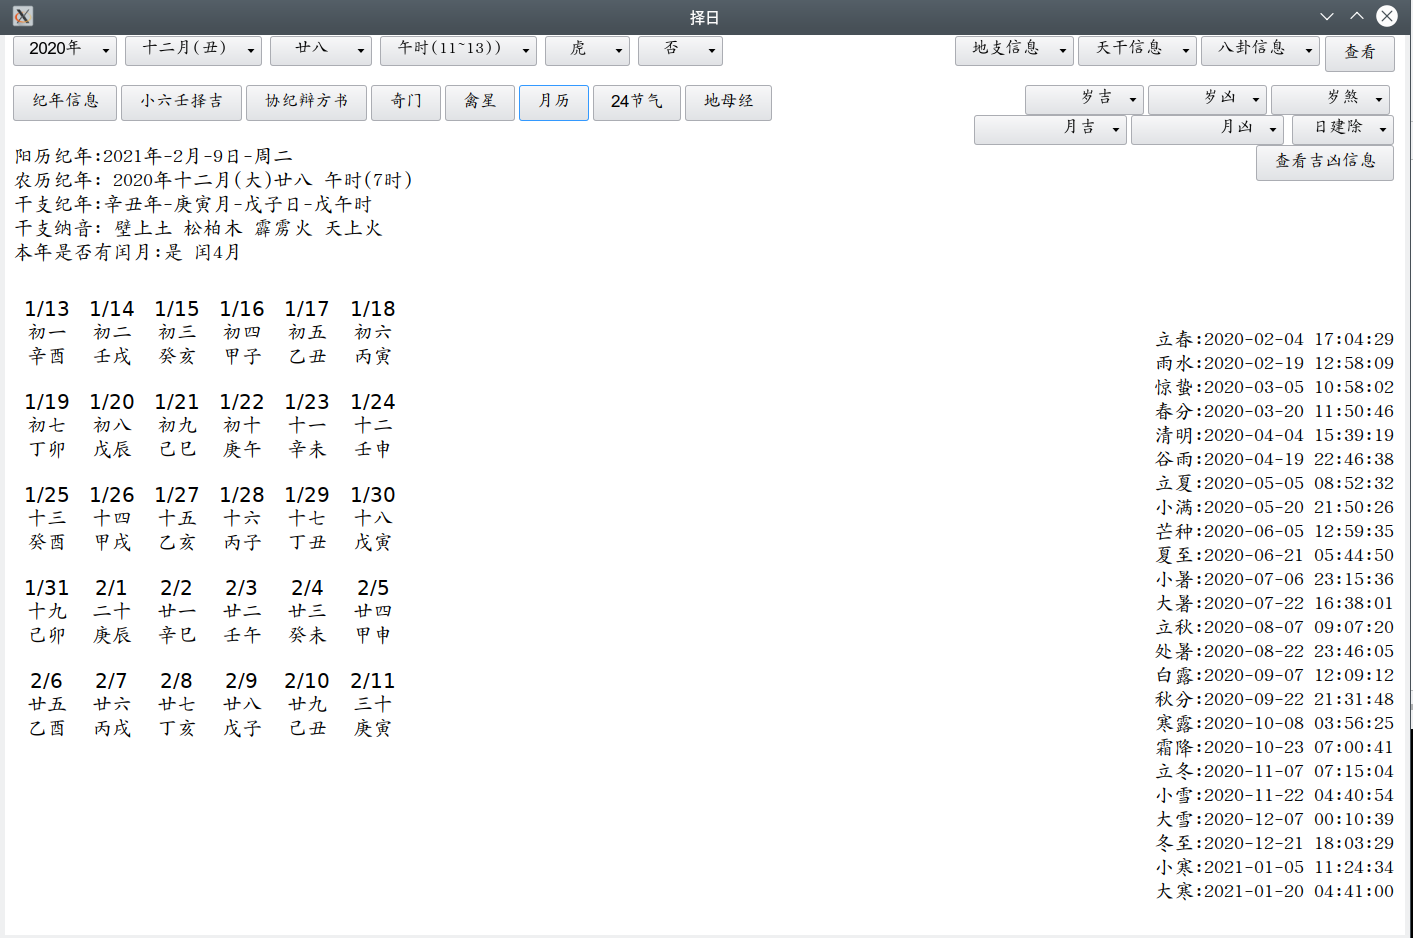 择日
2020年 十二月(丑) 廿八 午时(11~13)) 虎 否 地支信息 天干信息 八卦信息 查看
纪年信息 小六壬择吉 协纪辩方书 奇门 禽星 月历 24节气 地母经 岁吉 岁凶 岁煞
月吉 月凶 日建除
查看吉凶信息
阳历纪年:2021年-2月-9日-周二
农历纪年: 2020年十二月(大)廿八 午时(7时)
干支纪年:辛丑年-庚寅月-戊子日-戊午时
干支纳音: 壁上土 松柏木 霹雳火 天上火
本年是否有闰月:是 闰4月
1/13 1/14 1/15 1/16 1/17 1/18
初一 初二 初三 初四 初五 初六
辛酉 壬戌 癸亥 甲子 乙丑 丙寅
1/19 1/20 1/21 1/22 1/23 1/24
初七 初八 初九 初十 十一 十二
丁卯 戊辰 己巳 庚午 辛未 壬申
1/25 1/26 1/27 1/28 1/29 1/30
十三 十四 十五 十六 十七 十八
癸酉 甲戌 乙亥 丙子 丁丑 戊寅
1/31 2/1 2/2 2/3 2/4 2/5
十九 二十 廿一 廿二 廿三 廿四
己卯 庚辰 辛巳 壬午 癸未 甲申
2/6 2/7 2/8 2/9 2/10 2/11
廿五 廿六 廿七 廿八 廿九 三十
乙酉 丙戌 丁亥 戊子 己丑 庚寅
立春:2020-02-04 17:04:29
雨水:2020-02-19 12:58:09
惊蛰:2020-03-05 10:58:02
春分:2020-03-20 11:50:46
清明:2020-04-04 15:39:19
谷雨:2020-04-19 22:46:38
立夏:2020-05-05 08:52:32
小满:2020-05-20 21:50:26
芒种:2020-06-05 12:59:35
夏至:2020-06-21 05:44:50
小暑:2020-07-06 23:15:36
大暑:2020-07-22 16:38:01
立秋:2020-08-07 09:07:20
处暑:2020-08-22 23:46:05
白露:2020-09-07 12:09:12
秋分:2020-09-22 21:31:48
寒露:2020-10-08 03:56:25
霜降:2020-10-23 07:00:41
立冬:2020-11-07 07:15:04
小雪:2020-11-22 04:40:54
大雪:2020-12-07 00:10:39
冬至:2020-12-21 18:03:29
小寒:2021-01-05 11:24:34
大寒:2021-01-20 04:41:00